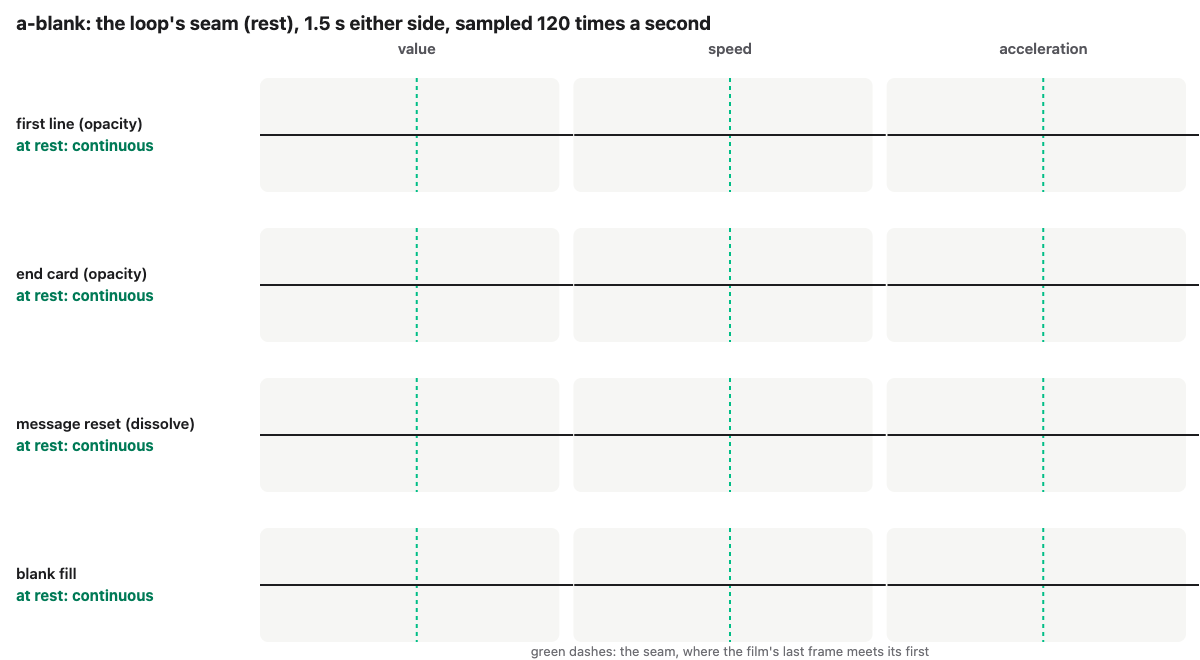 a-blank: the loop's seam (rest), 1.5 s either side, sampled 120 times a second
value speed acceleration
first line (opacity)
at rest: continuous
end card (opacity)
at rest: continuous
message reset (dissolve)
at rest: continuous
blank fill
at rest: continuous
green dashes: the seam, where the film's last frame meets its first